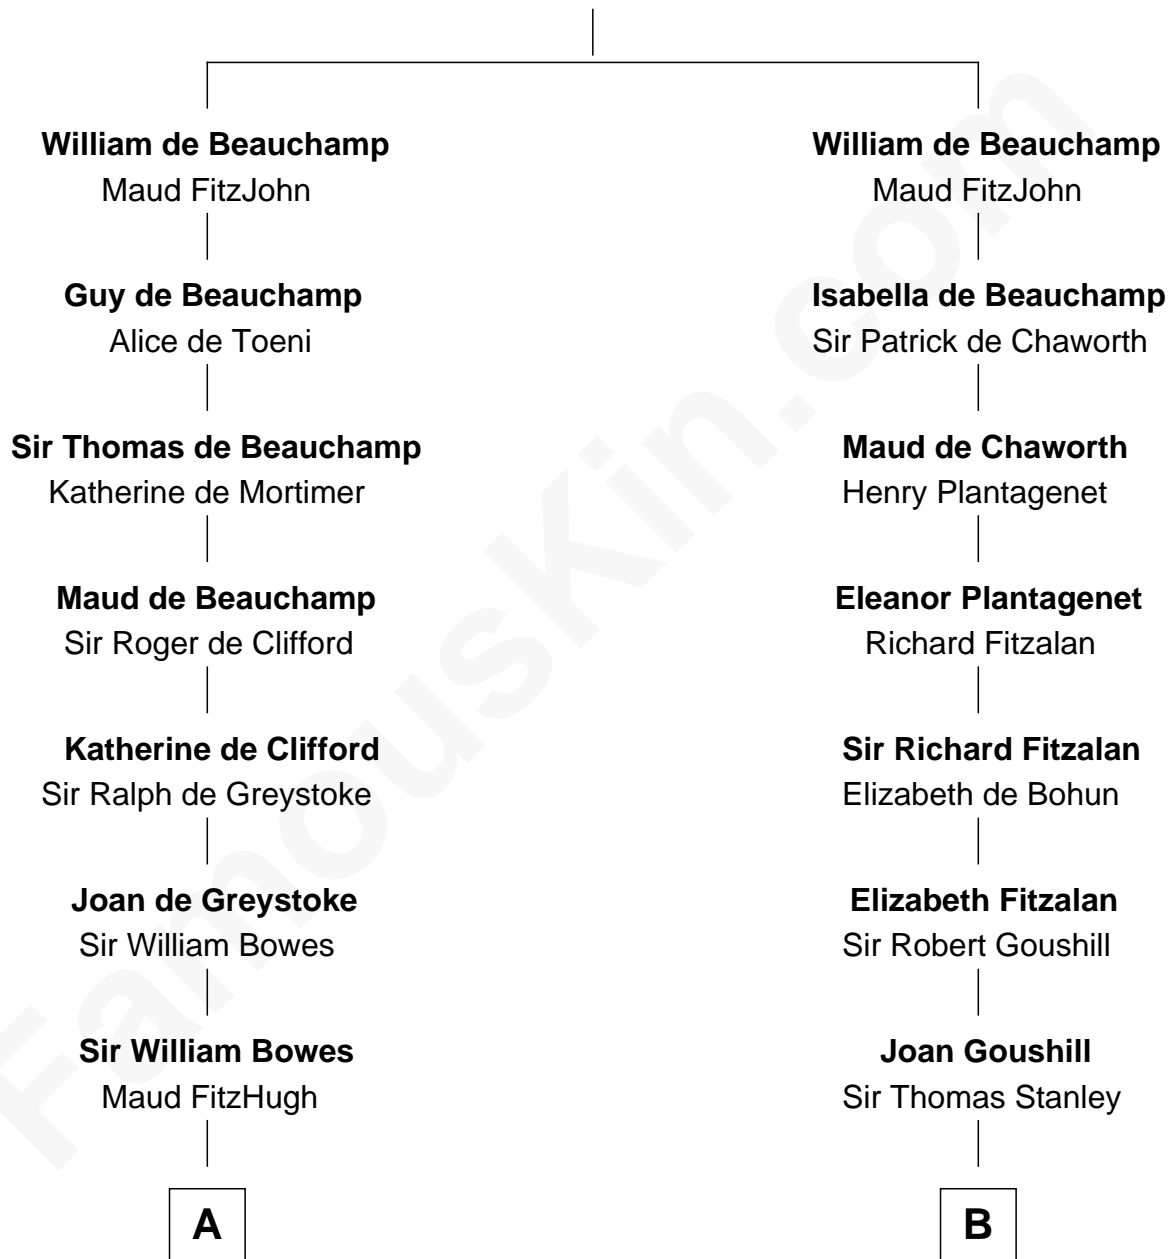 William de Beauchamp
Maud FitzJohn
Guy de Beauchamp
Alice de Toeni
Sir Thomas de Beauchamp
Katherine de Mortimer
Maud de Beauchamp
Sir Roger de Clifford
Katherine de Clifford
Sir Ralph de Greystoke
Joan de Greystoke
Sir William Bowes
Sir William Bowes
Maud FitzHugh
A
William de Beauchamp
Maud FitzJohn
Isabella de Beauchamp
Sir Patrick de Chaworth
Maud de Chaworth
Henry Plantagenet
Eleanor Plantagenet
Richard Fitzalan
Sir Richard Fitzalan
Elizabeth de Bohun
Elizabeth Fitzalan
Sir Robert Goushill
Joan Goushill
Sir Thomas Stanley
B
FamousKin.com